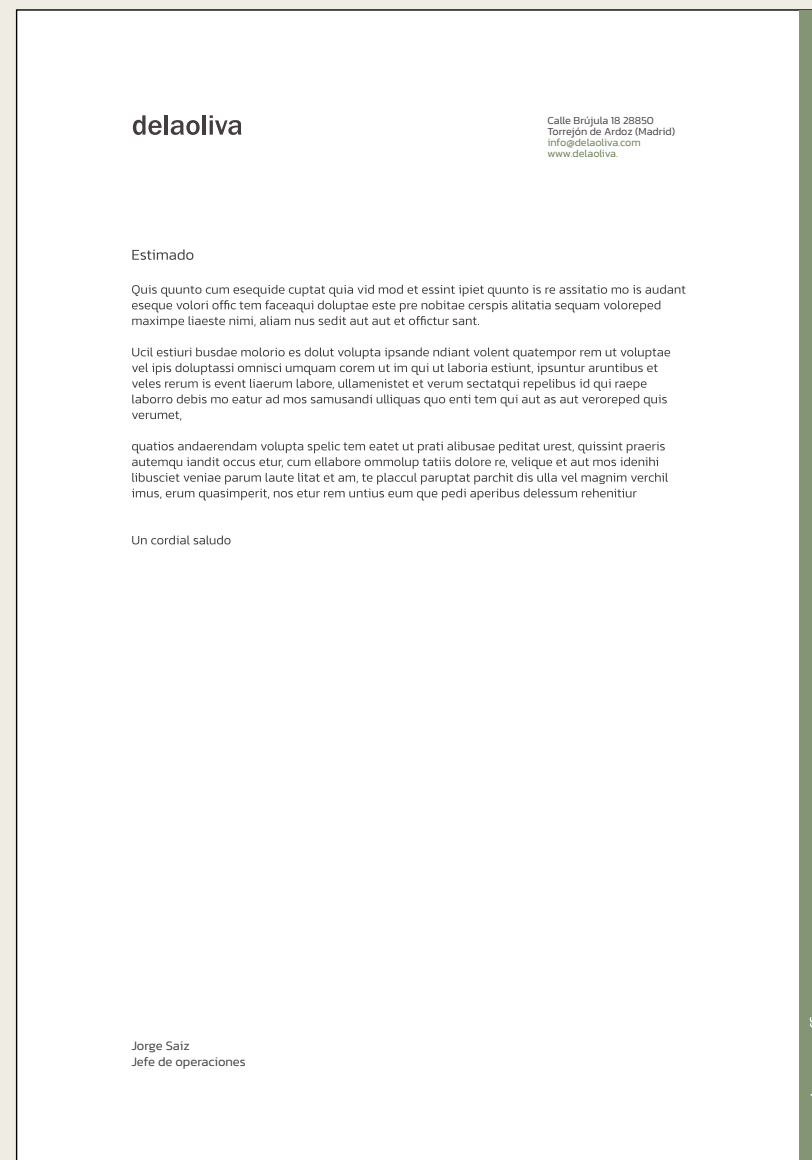 delaoliva
Calle Brújula 18 28850
Torrejón de Ardoz (Madrid)
info@delaoliva.com
www.delaoliva.
Estimado
Quis quunto cum esequide cuptat quia vid mod et essint ipiet quunto is re assitatio mo is audant
eseque volori offic tem faceaqui doluptae este pre nobitae cerspis alitatia sequam voloreped
maximpe liaeste nimi, aliam nus sedit aut aut et offictur sant.
Ucil estiuri busdae molorio es dolut volupta ipsande ndiant volent quatempor rem ut voluptae
vel ipis doluptassi omnisci umquam corem ut im qui ut laboria estiunt, ipsuntur aruntibus et
veles rerum is event liaerum labore, ullamenistet et verum sectatqui repelibus id qui raepe
laborro debis mo eatur ad mos samusandi ulliquas quo enti tem qui aut as aut veroreped quis
verumet,
quatios andaerendam volupta spelic tem eatet ut prati alibusae peditat urest, quissint praeris
autemqu iandit occus etur, cum ellabore ommolup tatiis dolore re, velique et aut mos idenihi
libusciet veniae parum laute litat et am, te placcul paruptat parchit dis ulla vel magnim verchil
imus, erum quasimperit, nos etur rem untius eum que pedi aperibus delessum rehenitiur
Un cordial saludo
Jorge Saiz
Jefe de operaciones